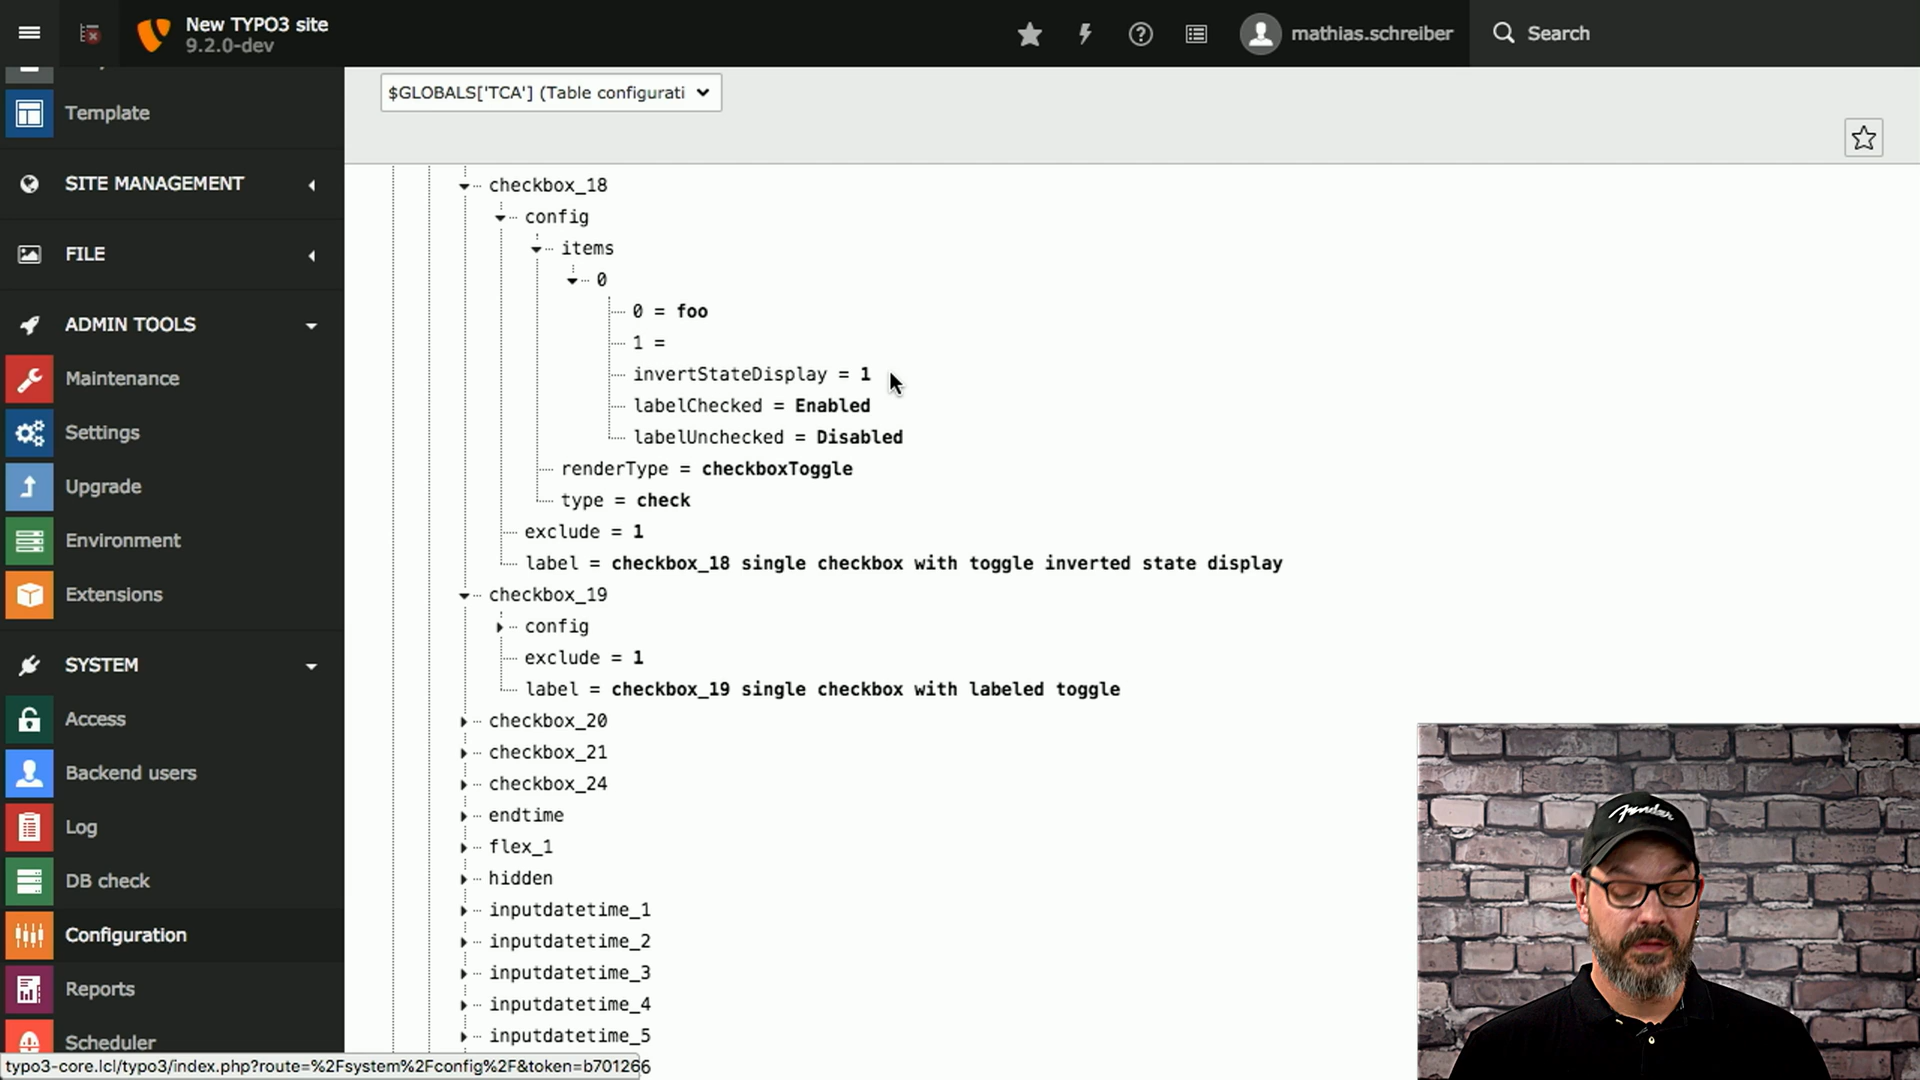 New TYPO3 site
9.2.0-dev
mathias.schreiber
Search
Template
SITE MANAGEMENT
FILE
ADMIN TOOLS
Maintenance
Settings
Upgrade
Environment
Extensions
SYSTEM
Access
Backend users
Log
DB check
Configuration
Reports
Scheduler
$GLOBALS['TCA'] (Table configurati
checkbox_18
config
items
0
0 = foo
1 =
invertStateDisplay = 1
labelChecked = Enabled
labelUnchecked = Disabled
renderType = checkboxToggle
type = check
exclude = 1
label = checkbox_18 single checkbox with toggle inverted state display
checkbox_19
config
exclude = 1
label = checkbox_19 single checkbox with labeled toggle
checkbox_20
checkbox_21
checkbox_24
endtime
flex_1
hidden
inputdatetime_1
inputdatetime_2
inputdatetime_3
inputdatetime_4
inputdatetime_5
6
typo3-core.lcl/typo3/index.php?route=%2Fsystem%2Fconfig%2F&token=b70126
Fender